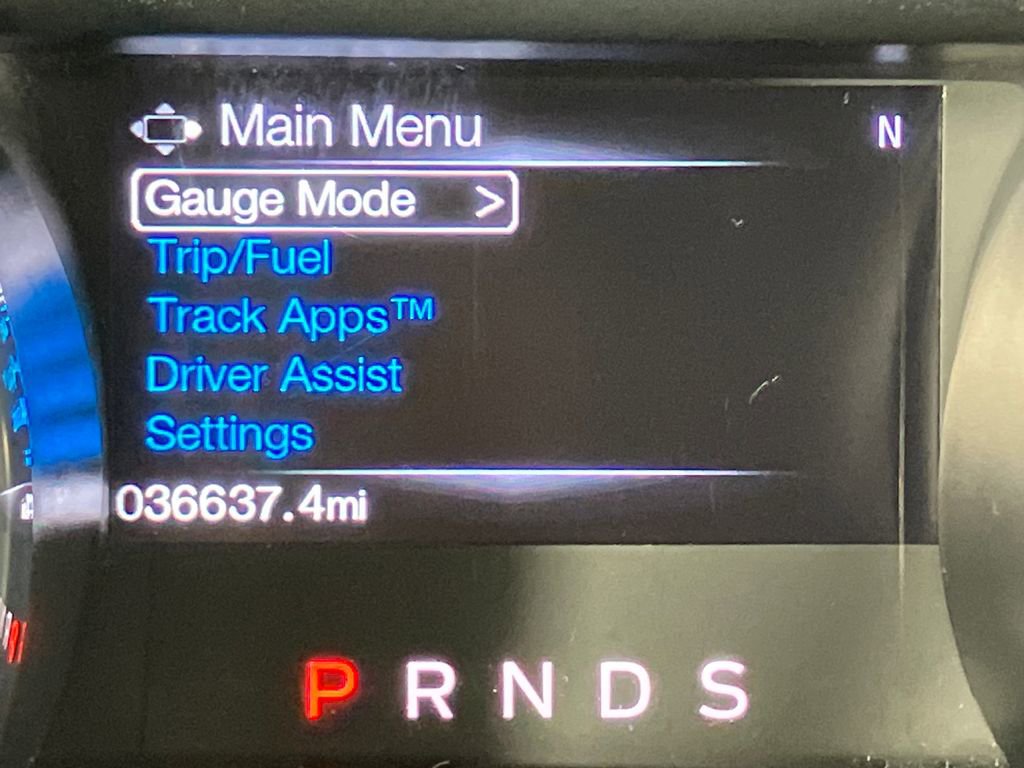 Main Menu N
Gauge Mode >
Trip/Fuel
Track Apps™
Driver Assist
Settings
036637.4mi
P R N D S